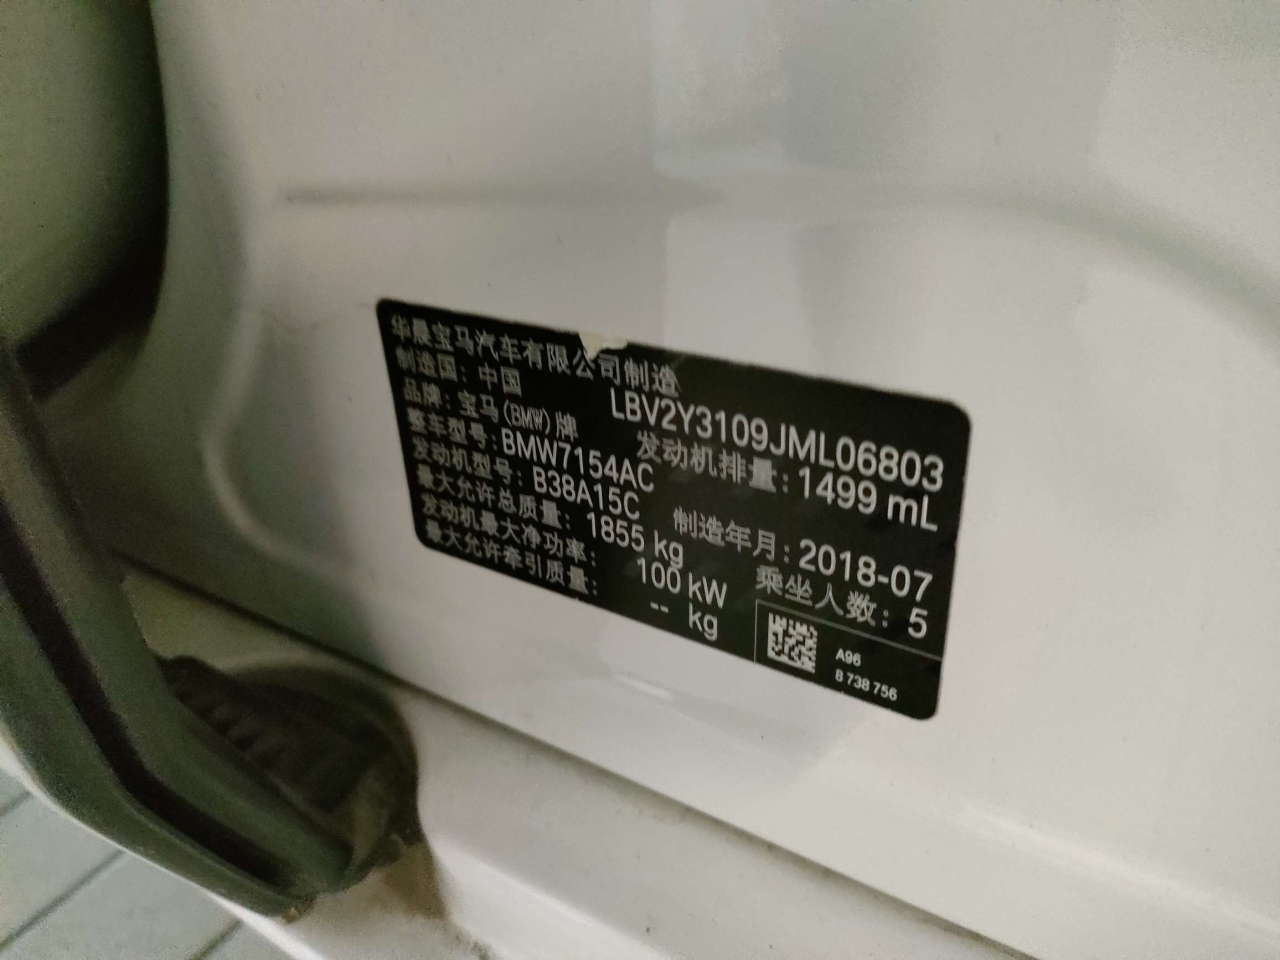 华晨宝马汽车有限公司制造
制造国：中国
LBV2Y3109JML06803
品牌：宝马(BMW)牌
发动机排量：1499 mL
整车型号：BMW7154AC
发动机型号：B38A15C
制造年月：2018-07
最大允许总质量：1855 kg
乘坐人数：5
发动机最大净功率：100 kW
最大允许牵引质量：-- kg
A96
8 738 756